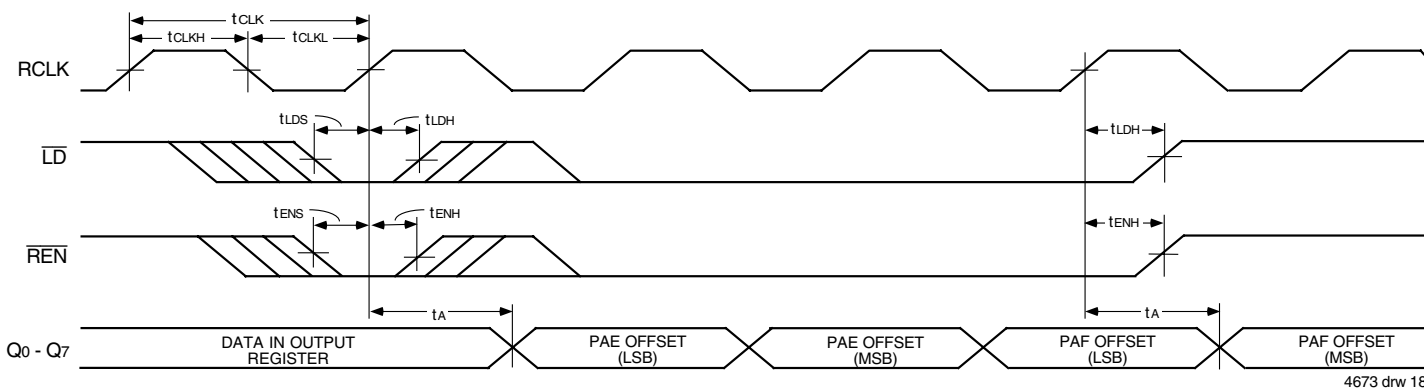 tCLK
tCLKH
tCLKL
RCLK
tLDS
tLDH
tLDH
LD
tENS
tENH
tENH
REN
tA
tA
Q0 - Q7
DATA IN OUTPUT
REGISTER
PAE OFFSET
(LSB)
PAE OFFSET
(MSB)
PAF OFFSET
(LSB)
PAF OFFSET
(MSB)
4673 drw 18